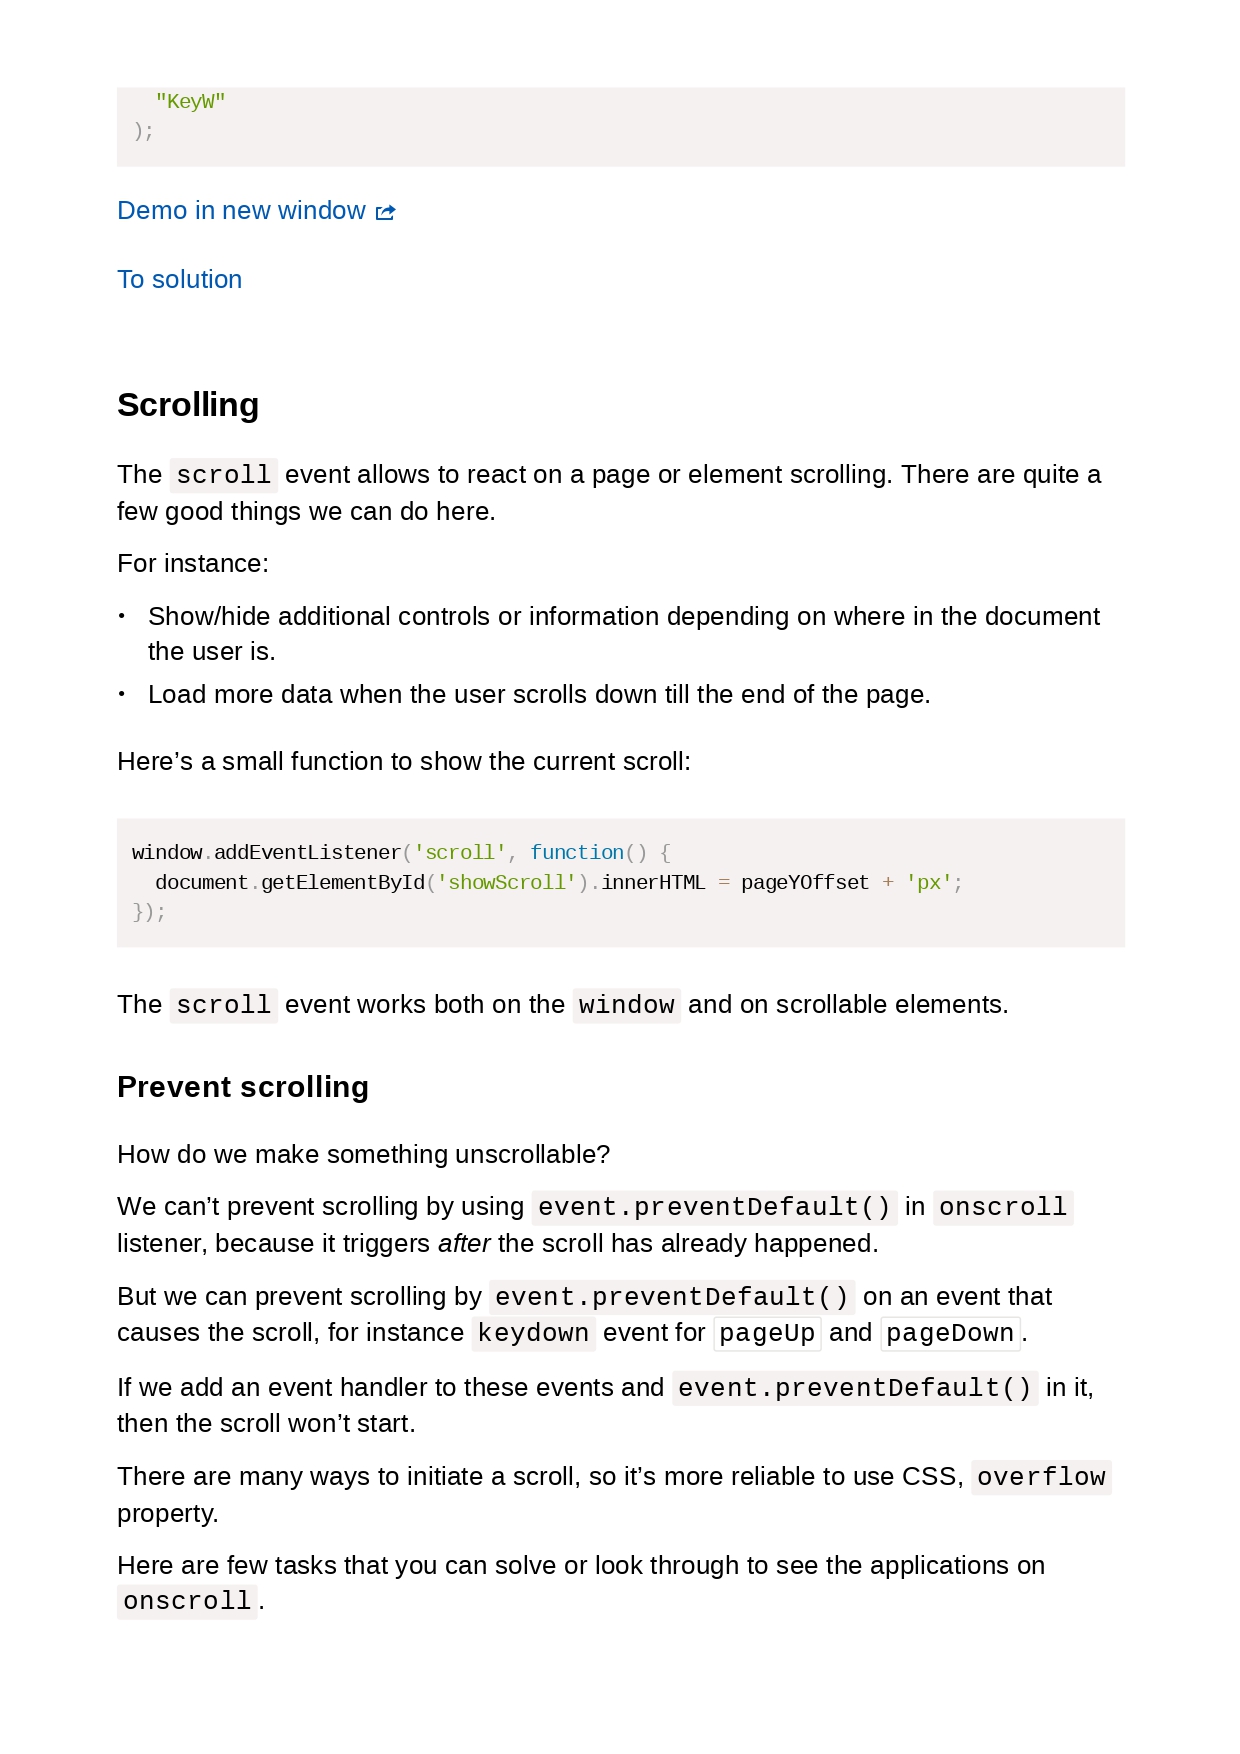 "KeyW"
);
Demo in new window
To solution
Scrolling
The scroll event allows to react on a page or element scrolling. There are quite a
few good things we can do here.
For instance:
• Show/hide additional controls or information depending on where in the document
the user is.
• Load more data when the user scrolls down till the end of the page.
Here’s a small function to show the current scroll:
window.addEventListener('scroll', function() {
  document.getElementById('showScroll').innerHTML = pageYOffset + 'px';
});
The scroll event works both on the window and on scrollable elements.
Prevent scrolling
How do we make something unscrollable?
We can’t prevent scrolling by using event.preventDefault() in onscroll
listener, because it triggers after the scroll has already happened.
But we can prevent scrolling by event.preventDefault() on an event that
causes the scroll, for instance keydown event for pageUp and pageDown.
If we add an event handler to these events and event.preventDefault() in it,
then the scroll won’t start.
There are many ways to initiate a scroll, so it’s more reliable to use CSS, overflow
property.
Here are few tasks that you can solve or look through to see the applications on
onscroll.